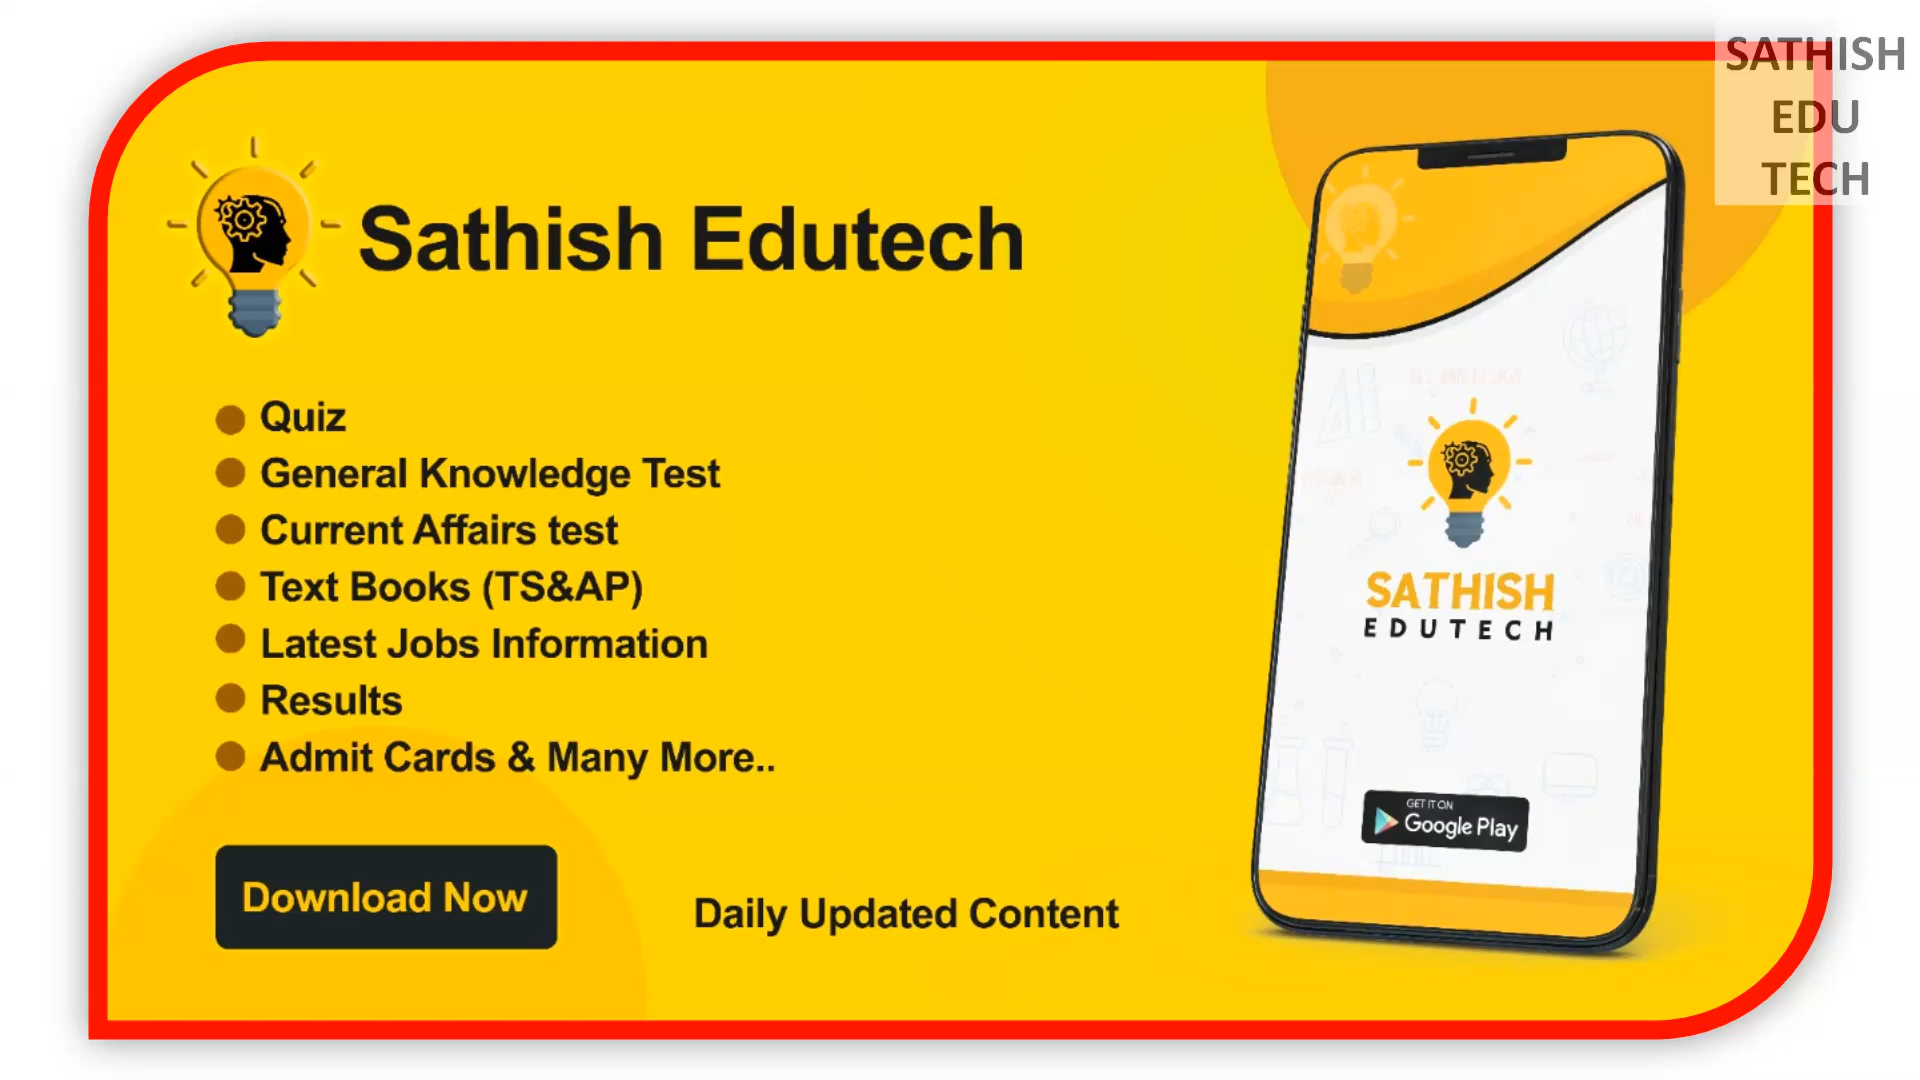 SATHISH
EDU
TECH
Sathish Edutech
Quiz
General Knowledge Test
Current Affairs test
Text Books (TS&AP)
Latest Jobs Information
Results
Admit Cards & Many More..
Download Now
Daily Updated Content
SATHISH
EDUTECH
GET IT ON
Google Play